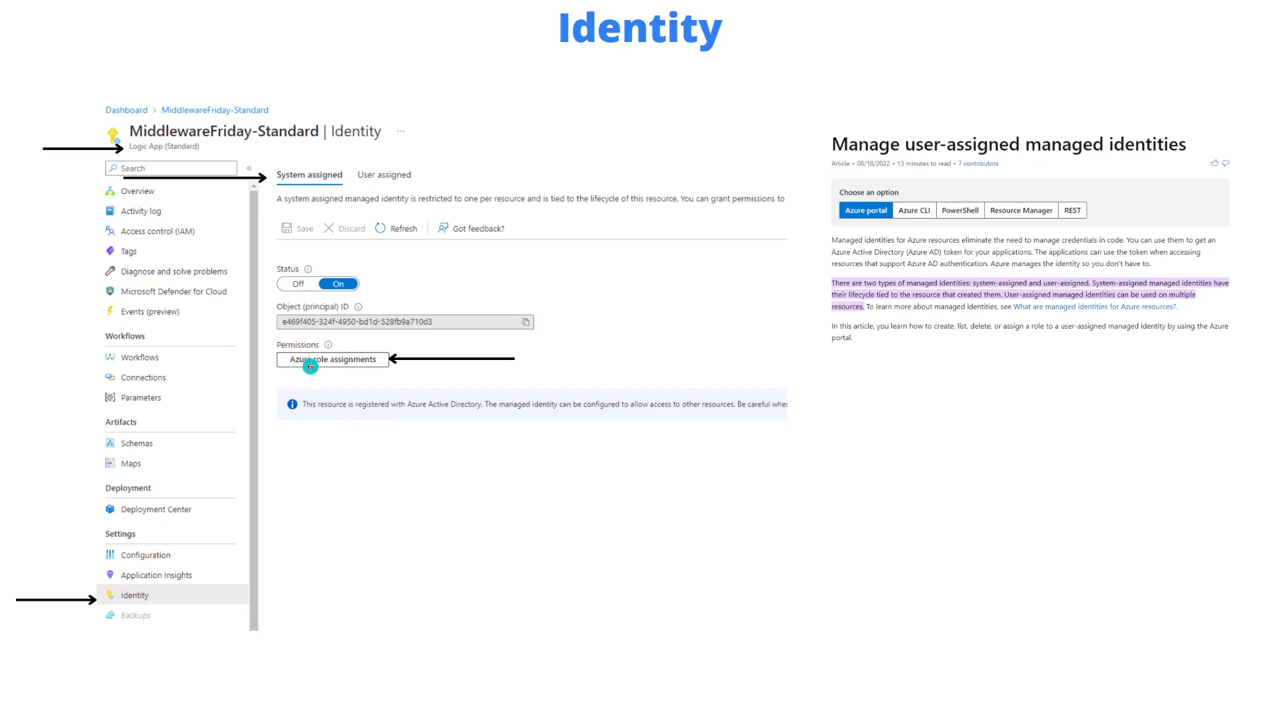 Identity
Dashboard > MiddlewareFriday-Standard
MiddlewareFriday-Standard | Identity ...
Logic App (Standard)
Search «
Overview
Activity log
Access control (IAM)
Tags
Diagnose and solve problems
Microsoft Defender for Cloud
Events (preview)
Workflows
Workflows
Connections
Parameters
Artifacts
Schemas
Maps
Deployment
Deployment Center
Settings
Configuration
Application Insights
Identity
Backups
System assigned User assigned
A system assigned managed identity is restricted to one per resource and is tied to the lifecycle of this resource. You can grant permissions to
Save Discard Refresh Got feedback?
Status
Off On
Object (principal) ID
e469f405-324f-4950-bd1d-528fb9a710d3
Permissions
Azure role assignments
This resource is registered with Azure Active Directory. The managed identity can be configured to allow access to other resources. Be careful whe
Manage user-assigned managed identities
Article • 08/18/2022 • 13 minutes to read • 7 contributors
Choose an option
Azure portal Azure CLI PowerShell Resource Manager REST
Managed identities for Azure resources eliminate the need to manage credentials in code. You can use them to get an
Azure Active Directory (Azure AD) token for your applications. The applications can use the token when accessing
resources that support Azure AD authentication. Azure manages the identity so you don't have to.
There are two types of managed identities: system-assigned and user-assigned. System-assigned managed identities have
their lifecycle tied to the resource that created them. User-assigned managed identities can be used on multiple
resources. To learn more about managed identities, see What are managed identities for Azure resources?.
In this article, you learn how to create, list, delete, or assign a role to a user-assigned managed identity by using the Azure
portal.